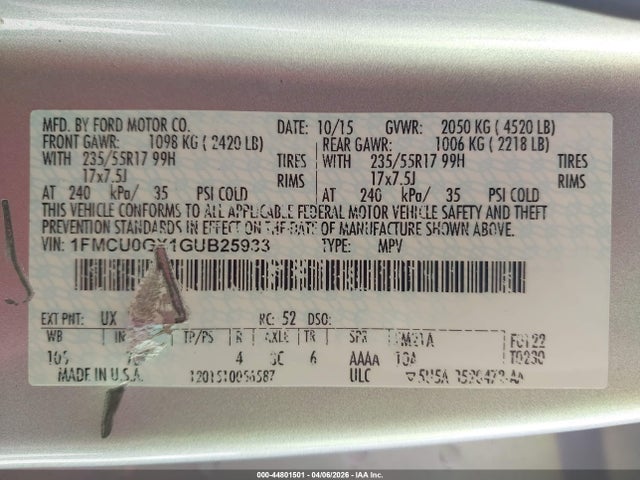 MFD. BY FORD MOTOR CO. DATE: 10/15 GVWR: 2050 KG ( 4520 LB)
FRONT GAWR: 1098 KG ( 2420 LB) REAR GAWR: 1006 KG ( 2218 LB)
WITH 235/55R17 99H TIRES WITH 235/55R17 99H TIRES
17x7.5J RIMS 17x7.5J RIMS
AT 240 kPa/ 35 PSI COLD AT 240 kPa/ 35 PSI COLD
THIS VEHICLE CONFORMS TO ALL APPLICABLE FEDERAL MOTOR VEHICLE SAFETY AND THEFT
PREVENTION STANDARDS IN EFFECT ON THE DATE OF MANUFACTURE SHOWN ABOVE.
VIN: 1FMCU0GX1GUB25933 TYPE: MPV
EXT PNT: UX RC: 52 DSO:
WB TP/PS R AXLE TR SPR
4 6 AAAA
MADE IN U.S.A. ULC
000-44801501 - 04/06/2026 - IAA Inc.